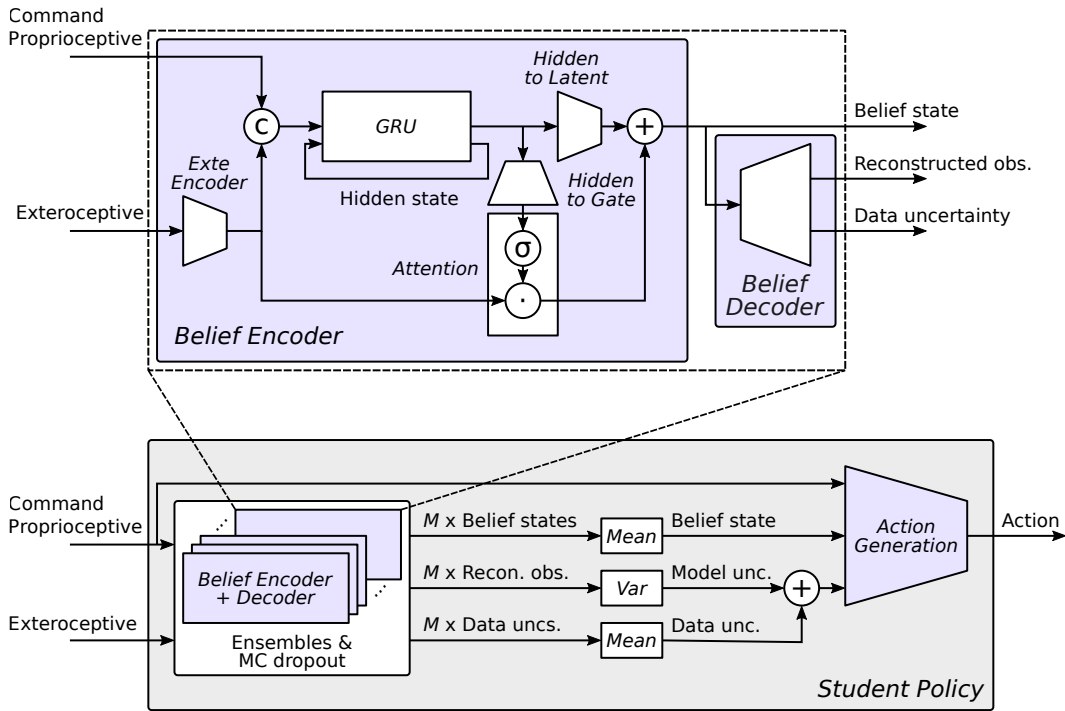 Command
Proprioceptive
Hidden
to Latent
C
GRU
+
Belief state
Exte
Encoder
Reconstructed obs.
Hidden state
Hidden
to Gate
Exteroceptive
Data uncertainty
σ
Attention
·
Belief
Decoder
Belief Encoder
Command
Proprioceptive
...
M x Belief states
Mean
Belief state
Action
Generation
Action
Belief Encoder
+ Decoder
...
M x Recon. obs.
Var
Model unc.
+
Exteroceptive
Ensembles &
MC dropout
M x Data uncs.
Mean
Data unc.
Student Policy